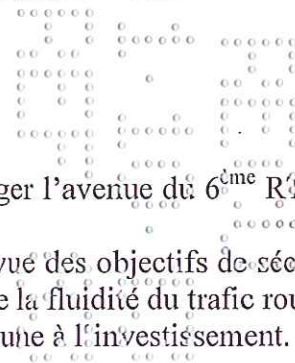 ger l'avenue du 6ème R
vue des objectifs de séc
e la fluidité du trafic rou
une à l'investissement.